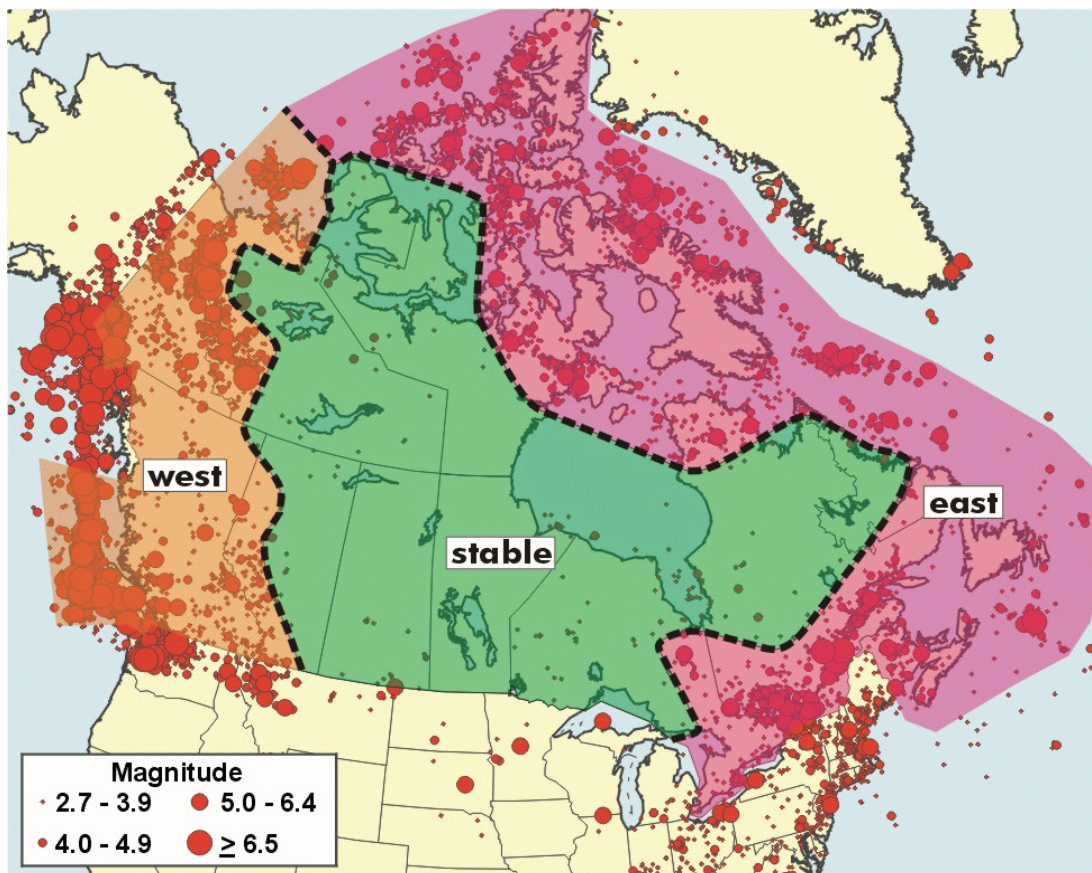 west
east
stable
Magnitude
2.7 - 3.9 5.0 - 6.4
4.0 - 4.9 ≥ 6.5